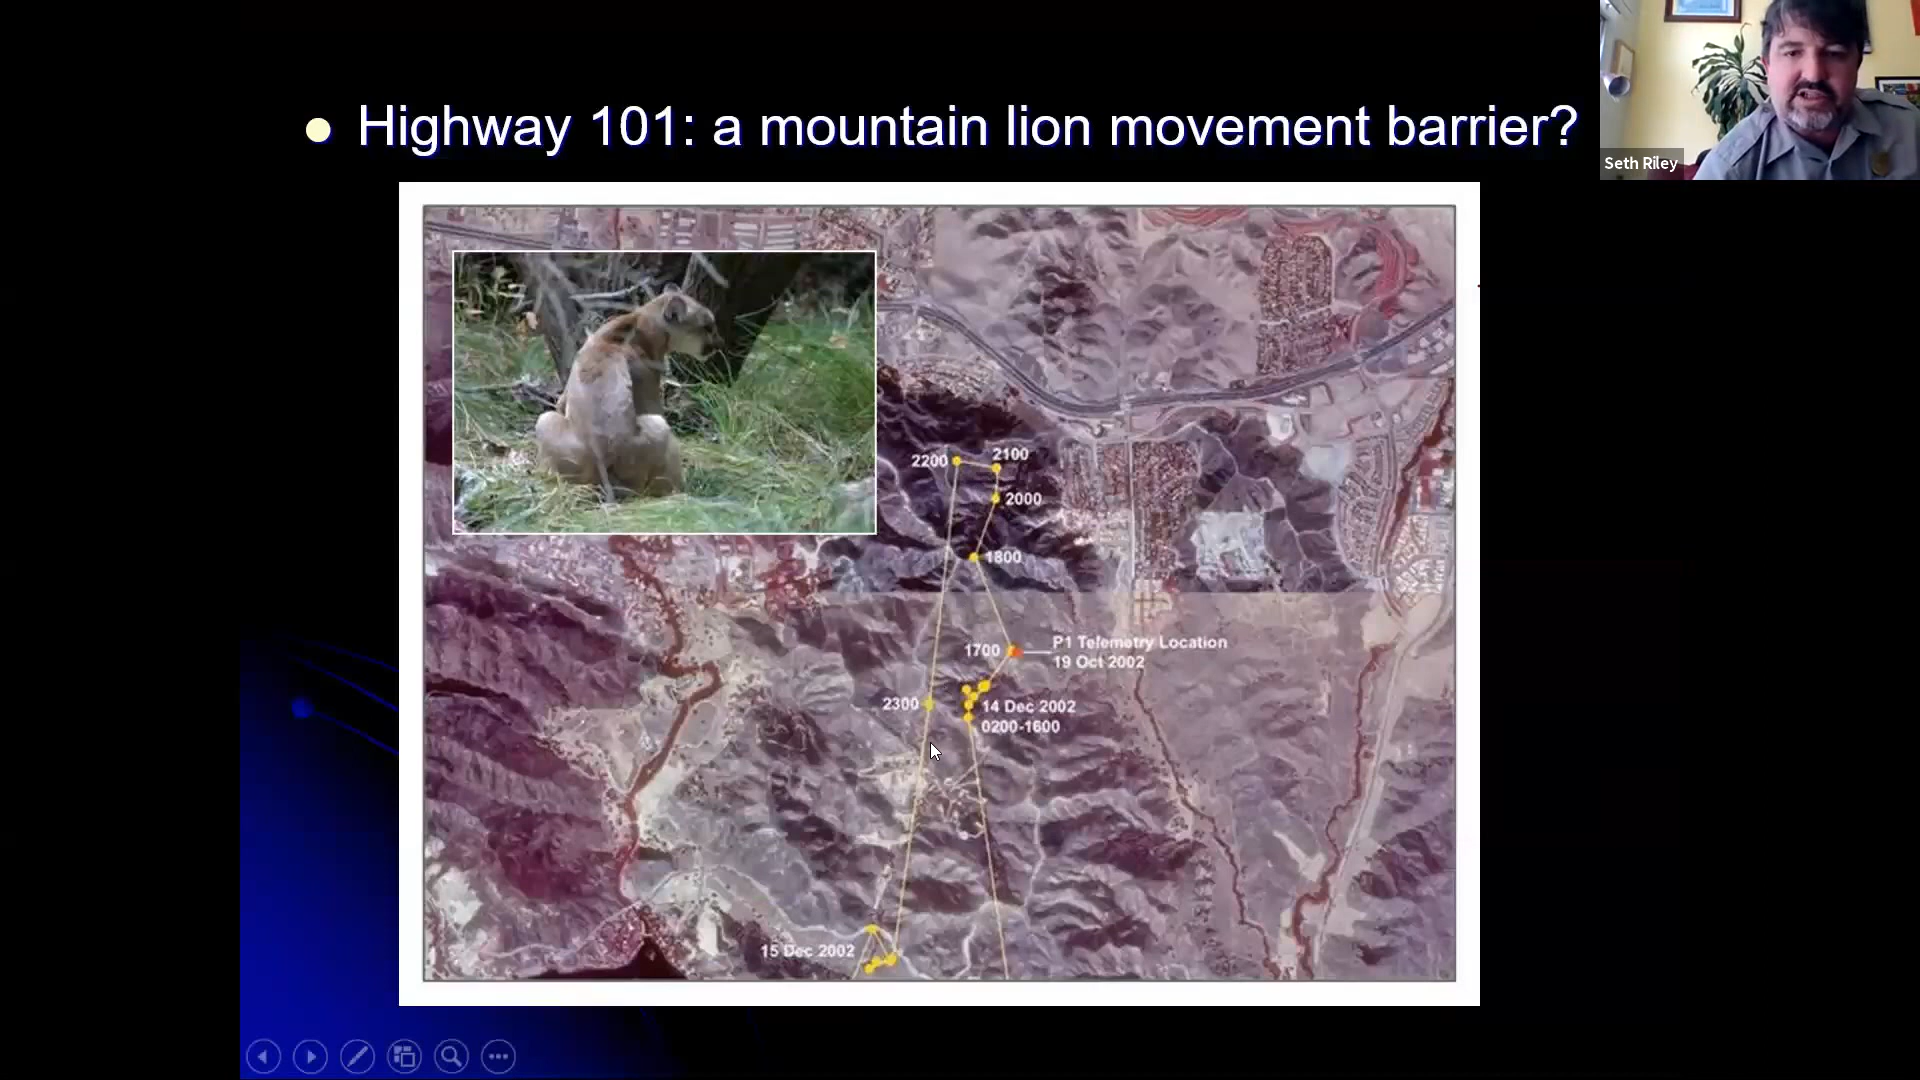 Highway 101: a mountain lion movement barrier?
Seth Riley
2200
2100
2000
1800
1700
P1 Telemetry Location
19 Oct 2002
2300
14 Dec 2002
0200-1600
15 Dec 2002